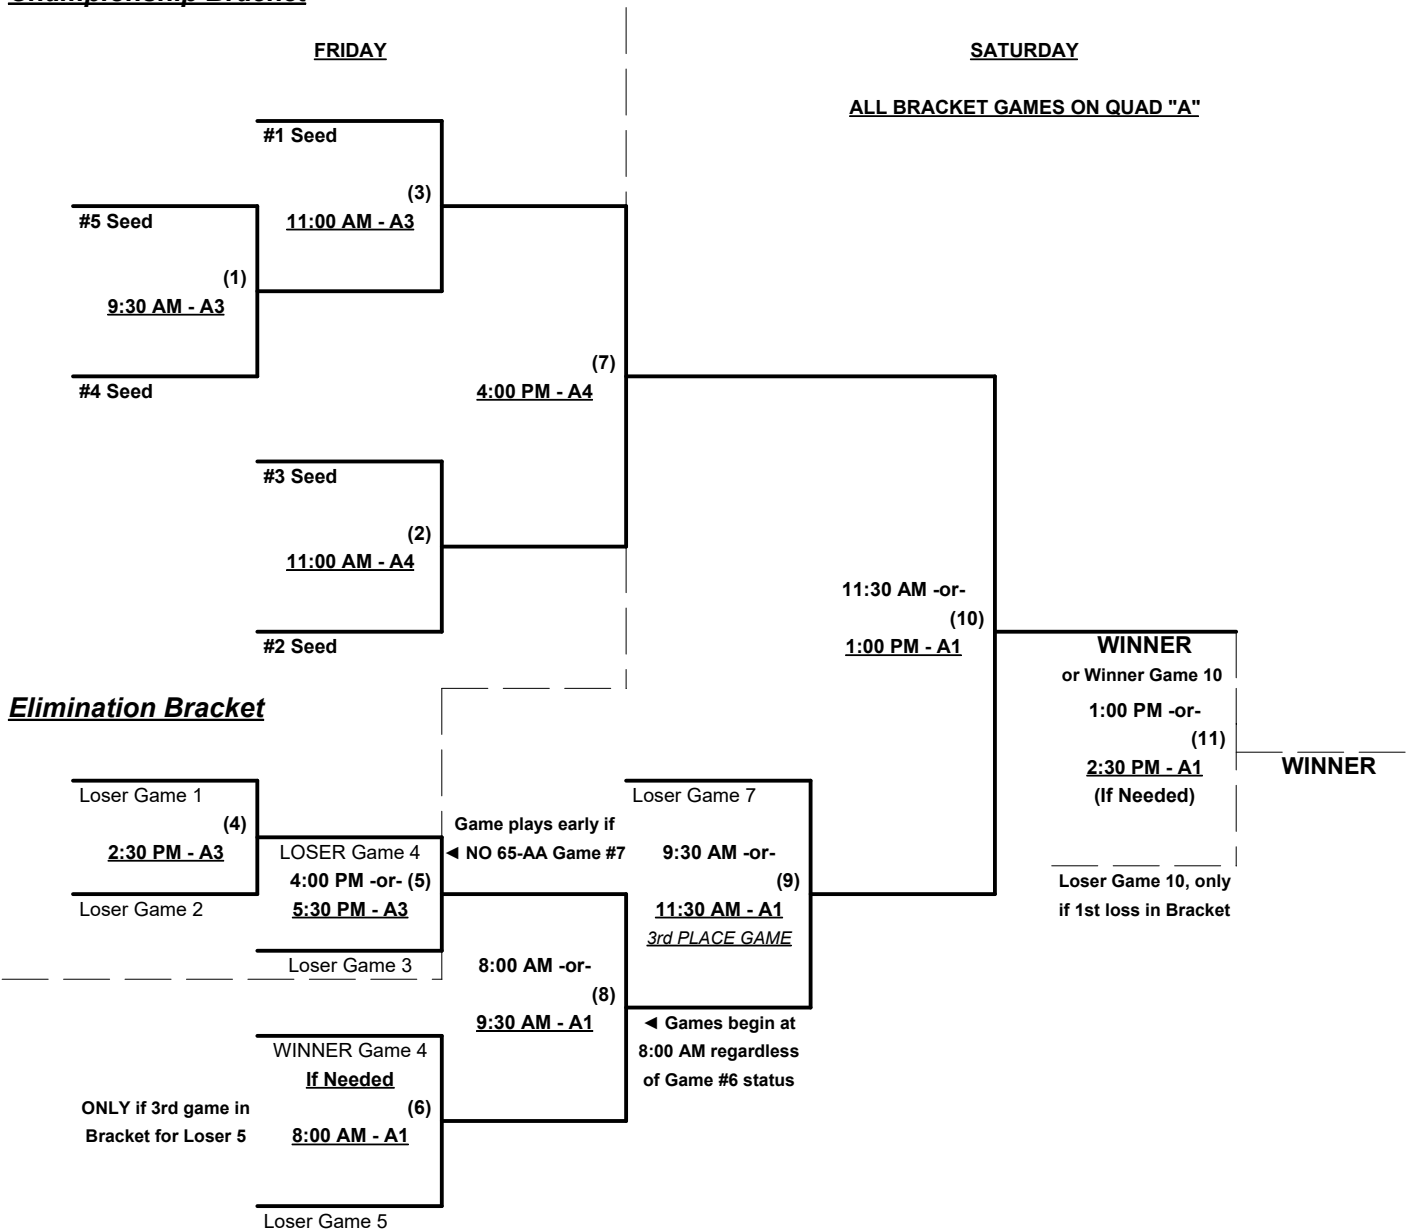 Championship Bracket
FRIDAY
SATURDAY
ALL BRACKET GAMES ON QUAD "A"
#1 Seed
(3)
11:00 AM - A3
#5 Seed
(1)
9:30 AM - A3
#4 Seed
(7)
4:00 PM - A4
#3 Seed
(2)
11:00 AM - A4
#2 Seed
11:30 AM -or-
(10)
1:00 PM - A1
WINNER
or Winner Game 10
1:00 PM -or-
(11)
2:30 PM - A1
(If Needed)
WINNER
Loser Game 10, only
if 1st loss in Bracket
Elimination Bracket
Loser Game 1
(4)
2:30 PM - A3
Loser Game 2
LOSER Game 4
4:00 PM -or- (5)
5:30 PM - A3
Loser Game 3
Game plays early if
◄ NO 65-AA Game #7
Loser Game 7
9:30 AM -or-
(9)
11:30 AM - A1
3rd PLACE GAME
8:00 AM -or-
(8)
9:30 AM - A1
◄ Games begin at
8:00 AM regardless
of Game #6 status
WINNER Game 4
If Needed
(6)
8:00 AM - A1
ONLY if 3rd game in
Bracket for Loser 5
Loser Game 5